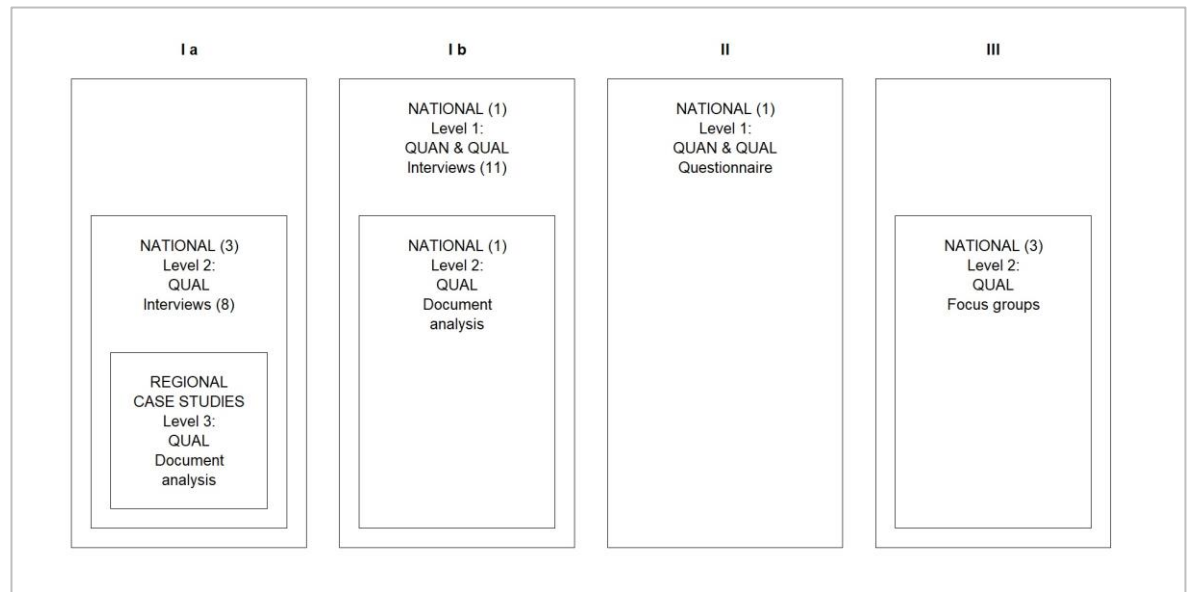 I a
NATIONAL (3)
Level 2:
QUAL
Interviews (8)
REGIONAL
CASE STUDIES
Level 3:
QUAL
Document
analysis
I b
NATIONAL (1)
Level 1:
QUAN & QUAL
Interviews (11)
NATIONAL (1)
Level 2:
QUAL
Document
analysis
II
NATIONAL (1)
Level 1:
QUAN & QUAL
Questionnaire
III
NATIONAL (3)
Level 2:
QUAL
Focus groups